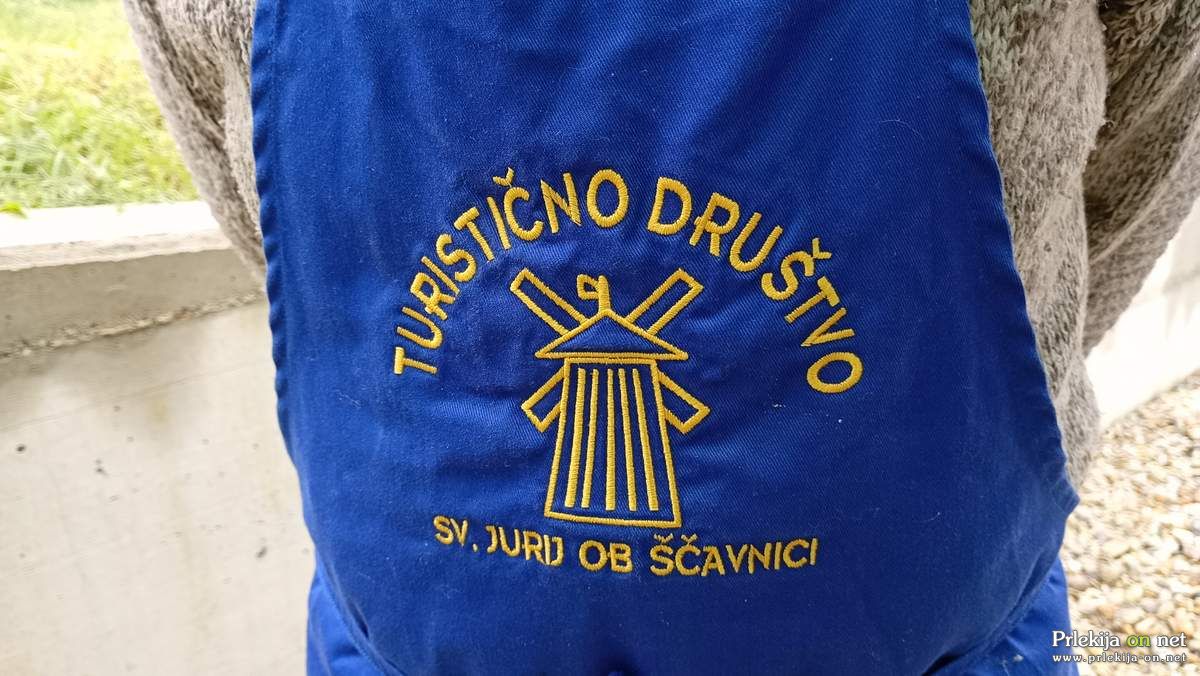 TURISTIČNO DRUŠTVO
SV. JURIJ OB ŠČAVNICI
Prlekija on net
www.prlekija-on.net